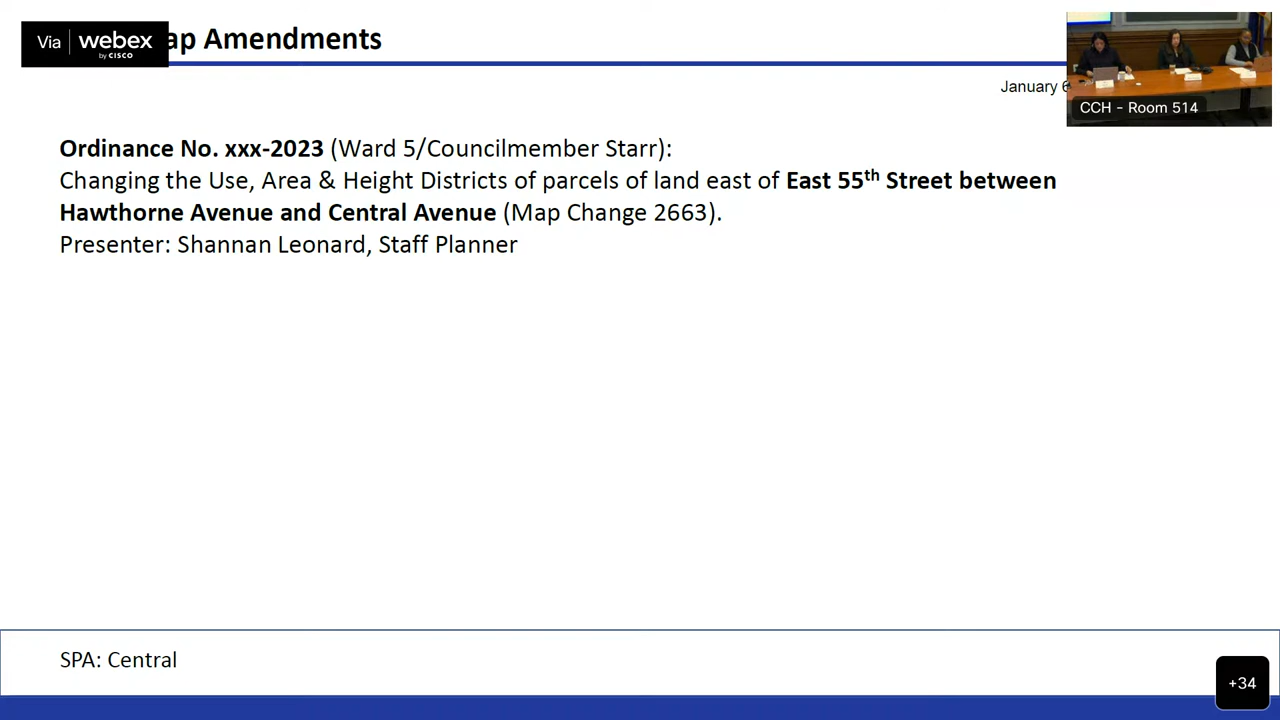 Via webex
by CISCO
ap Amendments
January 6
CCH - Room 514
Ordinance No. xxx-2023 (Ward 5/Councilmember Starr):
Changing the Use, Area & Height Districts of parcels of land east of East 55th Street between
Hawthorne Avenue and Central Avenue (Map Change 2663).
Presenter: Shannan Leonard, Staff Planner
SPA: Central
+34